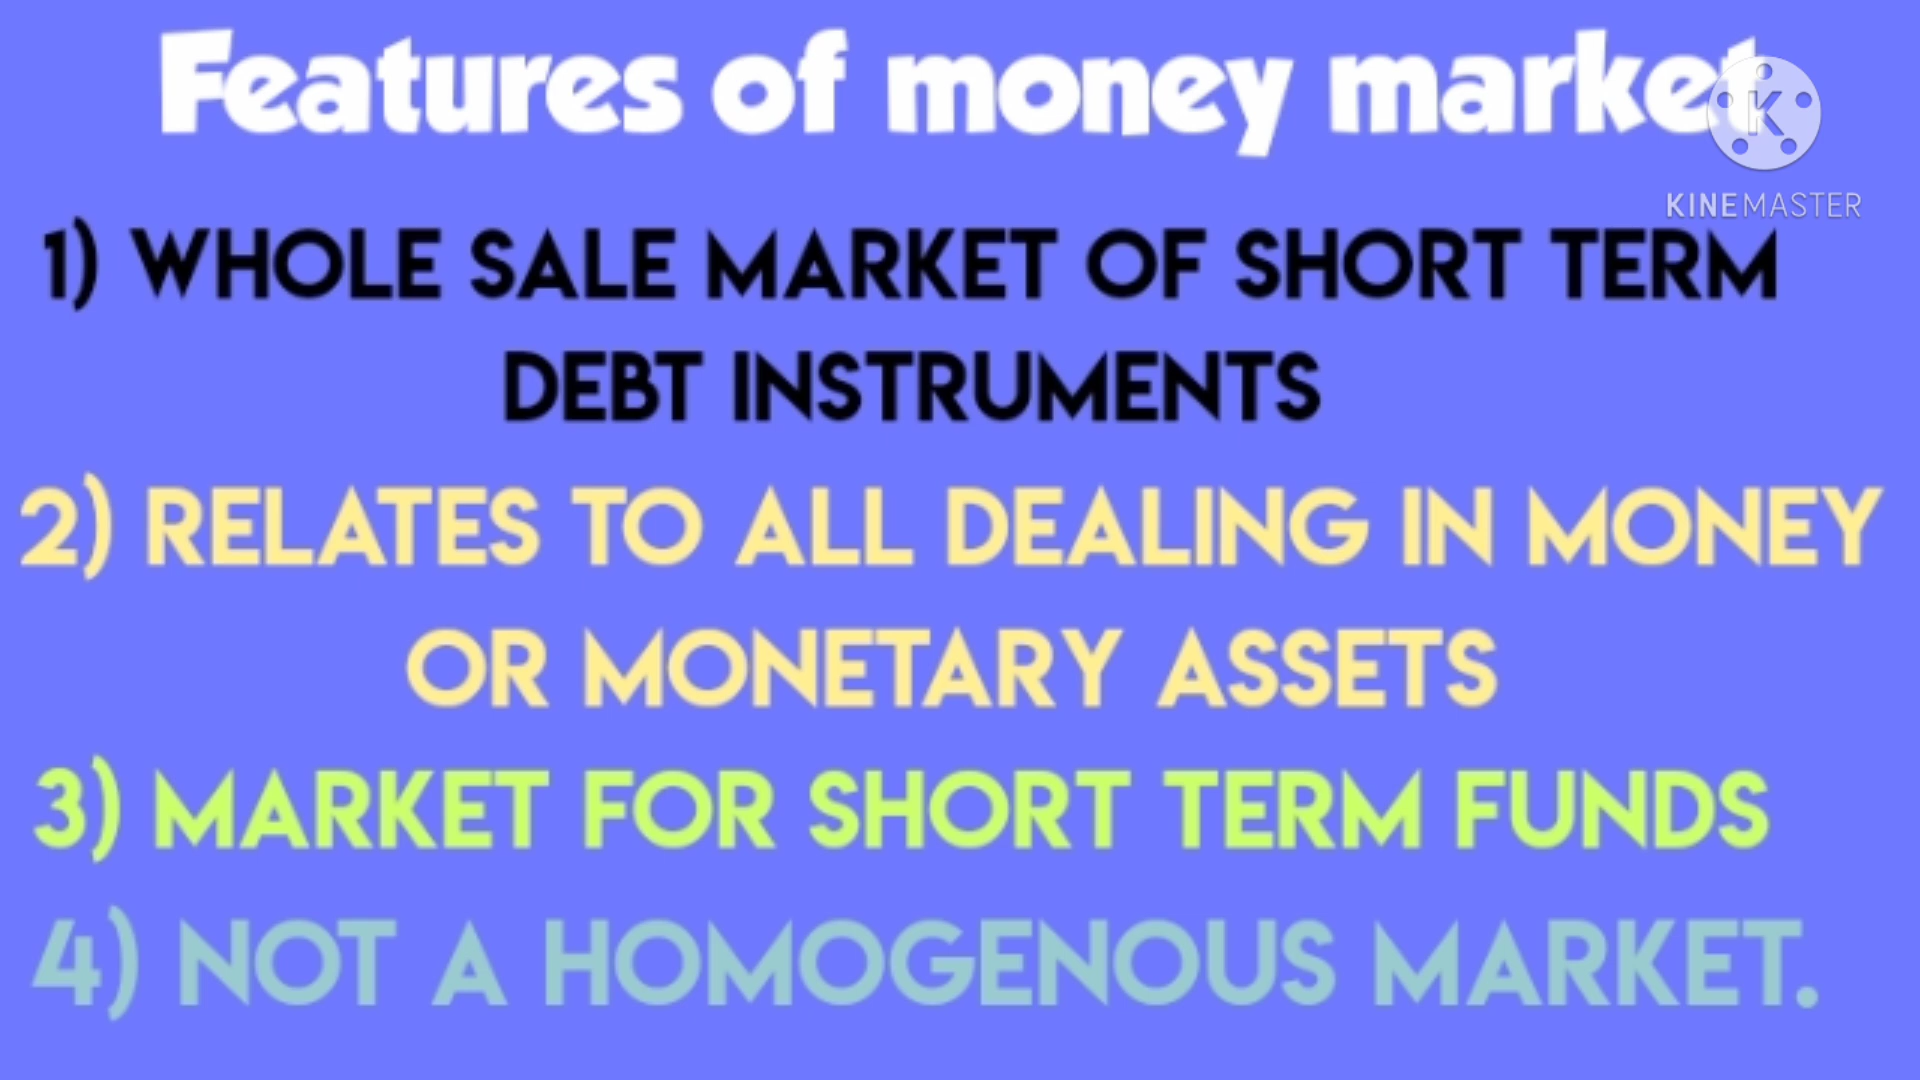 Features of money market
KINEMASTER
1) WHOLE SALE MARKET OF SHORT TERM
DEBT INSTRUMENTS
2) RELATES TO ALL DEALING IN MONEY
OR MONETARY ASSETS
3) MARKET FOR SHORT TERM FUNDS
4) NOT A HOMOGENOUS MARKET.